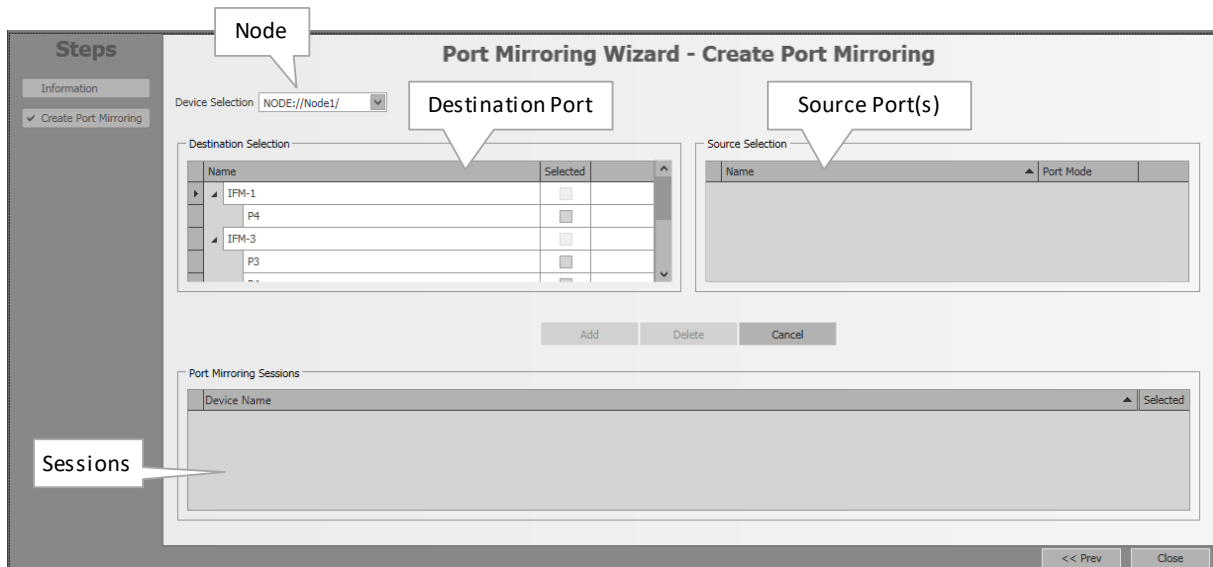 Node
Steps
Port Mirroring Wizard - Create Port Mirroring
Information
Create Port Mirroring
Device Selection NODE://Node1/
Destination Port
Source Port(s)
Destination Selection
Name Selected
IFM-1
P4
IFM-3
P3
Source Selection
Name Port Mode
Add Delete Cancel
Port Mirroring Sessions
Device Name Selected
Sessions
<< Prev Close